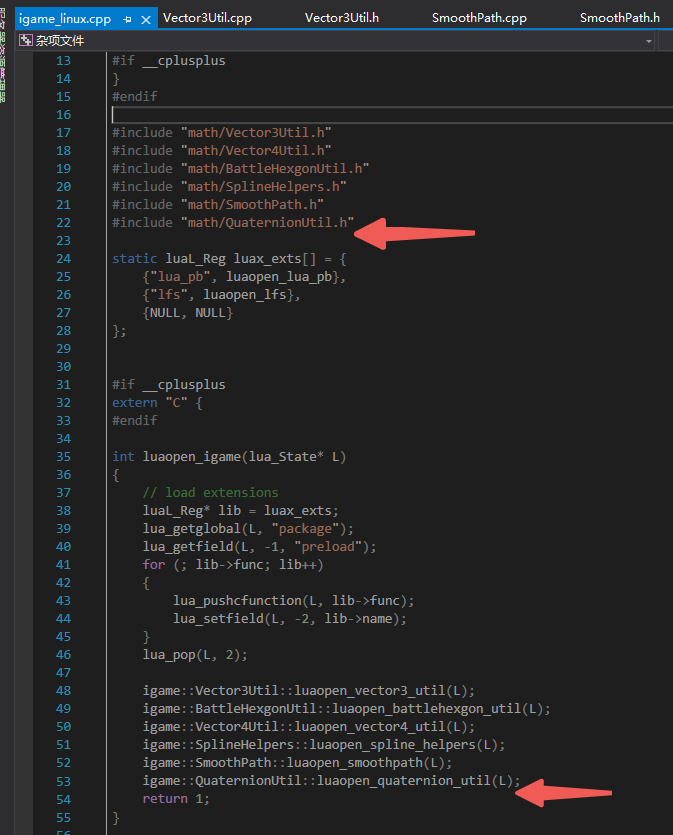 igame_linux.cpp Vector3Util.cpp Vector3Util.h SmoothPath.cpp SmoothPath.h
杂项文件
13 #if __cplusplus
14 }
15 #endif
16
17 #include "math/Vector3Util.h"
18 #include "math/Vector4Util.h"
19 #include "math/BattleHexgonUtil.h"
20 #include "math/SplineHelpers.h"
21 #include "math/SmoothPath.h"
22 #include "math/QuaternionUtil.h"
23
24 static luaL_Reg luax_exts[] = {
25 {"lua_pb", luaopen_lua_pb},
26 {"lfs", luaopen_lfs},
27 {NULL, NULL}
28 };
29
30
31 #if __cplusplus
32 extern "C" {
33 #endif
34
35 int luaopen_igame(lua_State* L)
36 {
37 // load extensions
38 luaL_Reg* lib = luax_exts;
39 lua_getglobal(L, "package");
40 lua_getfield(L, -1, "preload");
41 for (; lib->func; lib++)
42 {
43 lua_pushcfunction(L, lib->func);
44 lua_setfield(L, -2, lib->name);
45 }
46 lua_pop(L, 2);
47
48 igame::Vector3Util::luaopen_vector3_util(L);
49 igame::BattleHexgonUtil::luaopen_battlehexgon_util(L);
50 igame::Vector4Util::luaopen_vector4_util(L);
51 igame::SplineHelpers::luaopen_spline_helpers(L);
52 igame::SmoothPath::luaopen_smoothpath(L);
53 igame::QuaternionUtil::luaopen_quaternion_util(L);
54 return 1;
55 }